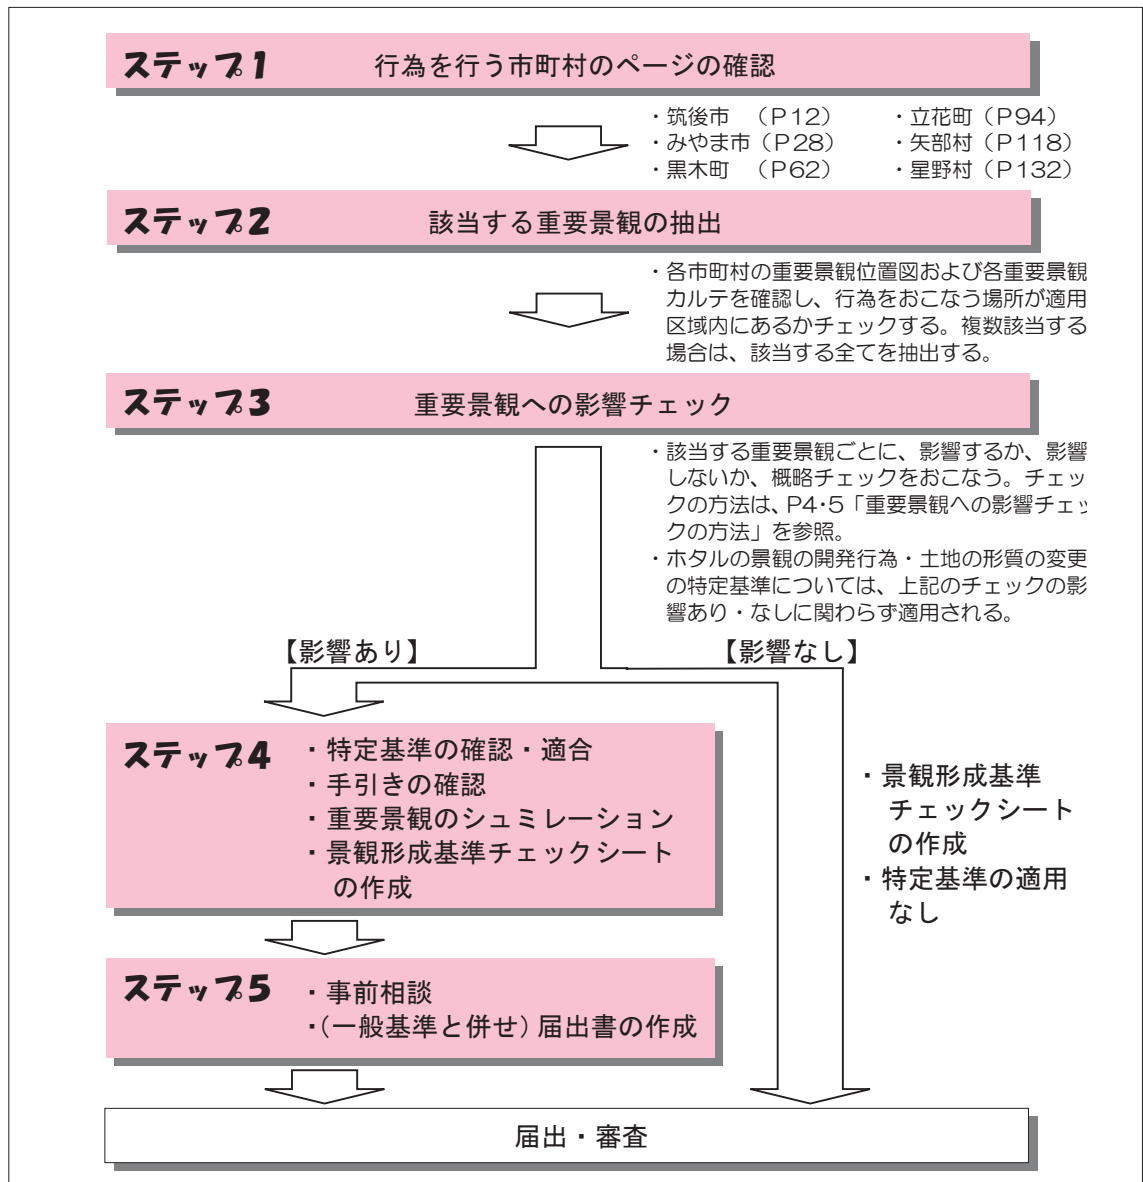 ステップ1 行為を行う市町村のページの確認
・筑後市 （P12） ・立花町（P94）
・みやま市（P28） ・矢部村（P118）
・黒木町 （P62） ・星野村（P132）
ステップ2 該当する重要景観の抽出
・各市町村の重要景観位置図および各重要景観
カルテを確認し、行為をおこなう場所が適用
区域内にあるかチェックする。複数該当する
場合は、該当する全てを抽出する。
ステップ3 重要景観への影響チェック
・該当する重要景観ごとに、影響するか、影響
しないか、概略チェックをおこなう。チェッ
クの方法は、P4・5「重要景観への影響チェッ
クの方法」を参照。
・ホタルの景観の開発行為・土地の形質の変更
の特定基準については、上記のチェックの影
響あり・なしに関わらず適用される。
【影響あり】 【影響なし】
ステップ4 ・特定基準の確認・適合
・手引きの確認
・重要景観のシュミレーション
・景観形成基準チェックシート
の作成
・景観形成基準
チェックシート
の作成
・特定基準の適用
なし
ステップ5 ・事前相談
・（一般基準と併せ）届出書の作成
届出・審査